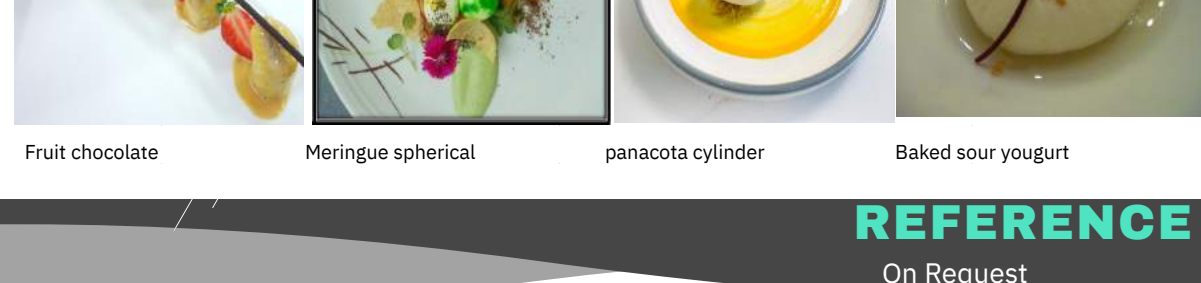 Fruit chocolate
Meringue spherical
panacota cylinder
Baked sour yougurt
REFERENCE
On Request